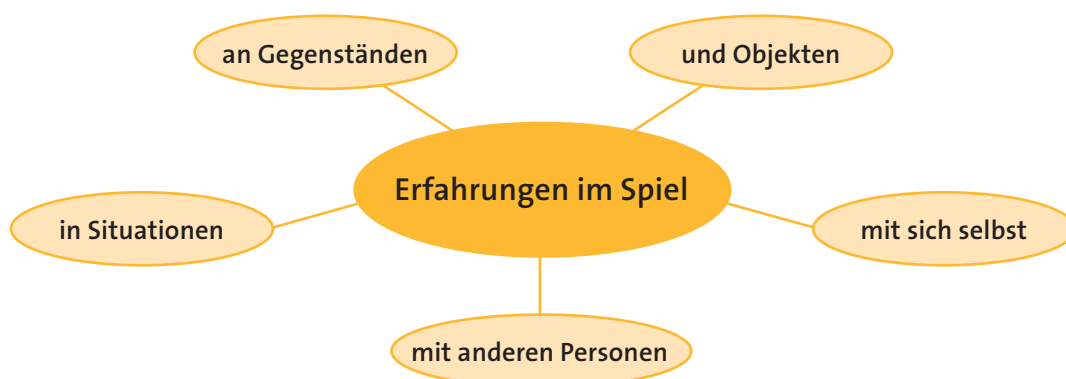 an Gegenständen
und Objekten
Erfahrungen im Spiel
in Situationen
mit sich selbst
mit anderen Personen